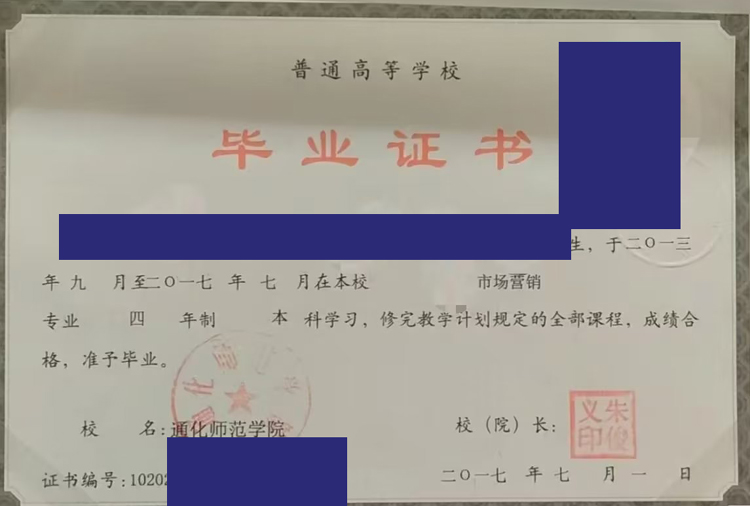 普通高等学校
毕业证书
生，于二〇一三
年 九 月至二〇一七 年 七 月在本校 市场营销
专业 四 年制 本 科学习，修完教学计划规定的全部课程，成绩合
格，准予毕业。
校 名：通化师范学院
校（院）长：
朱俊义印
证书编号：10202
二〇一七 年 七 月 一 日